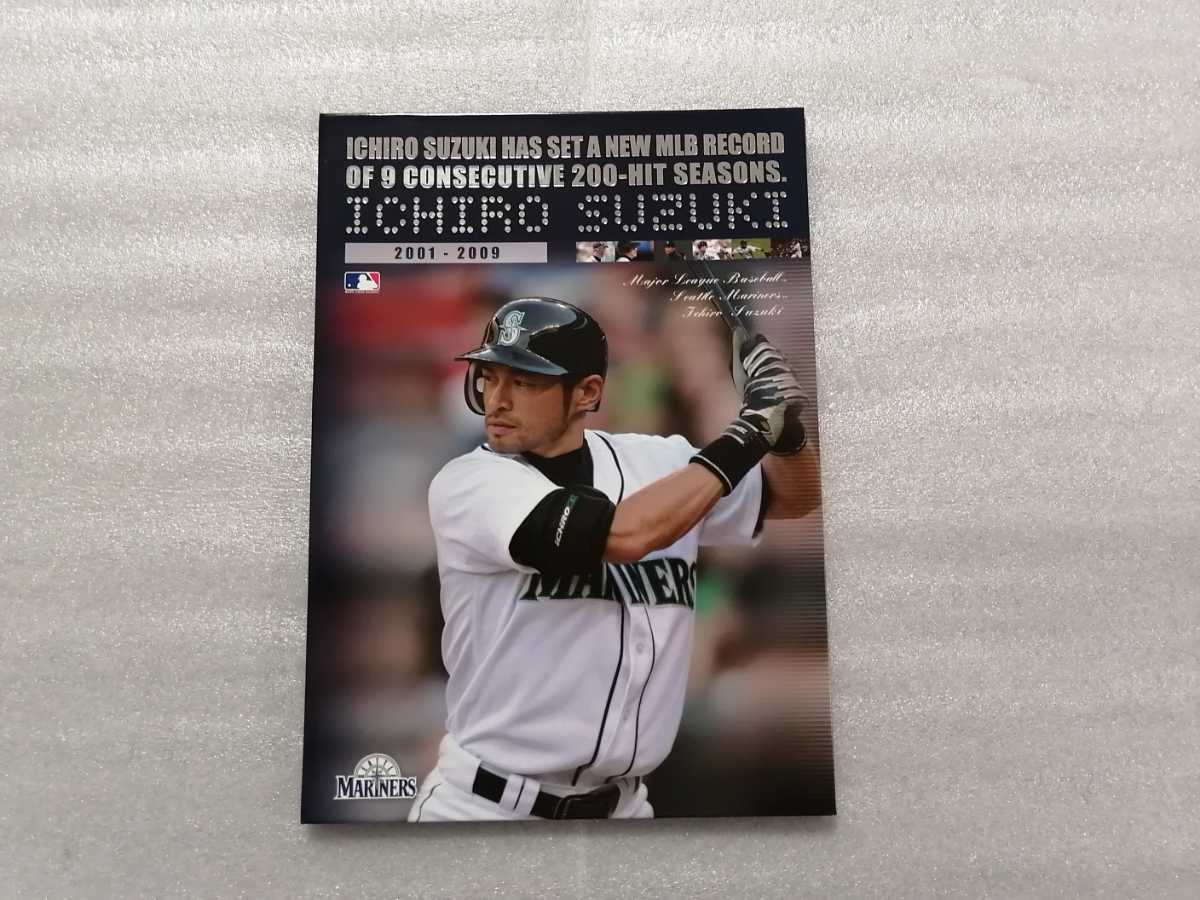 ICHIRO SUZUKI HAS SET A NEW MLB RECORD
OF 9 CONSECUTIVE 200-HIT SEASONS.
ICHIRO SUZUKI
2001 - 2009
Major League Baseball
Seattle Mariners
Ichiro Suzuki
S
ICHIRO
MARINERS
MARINERS